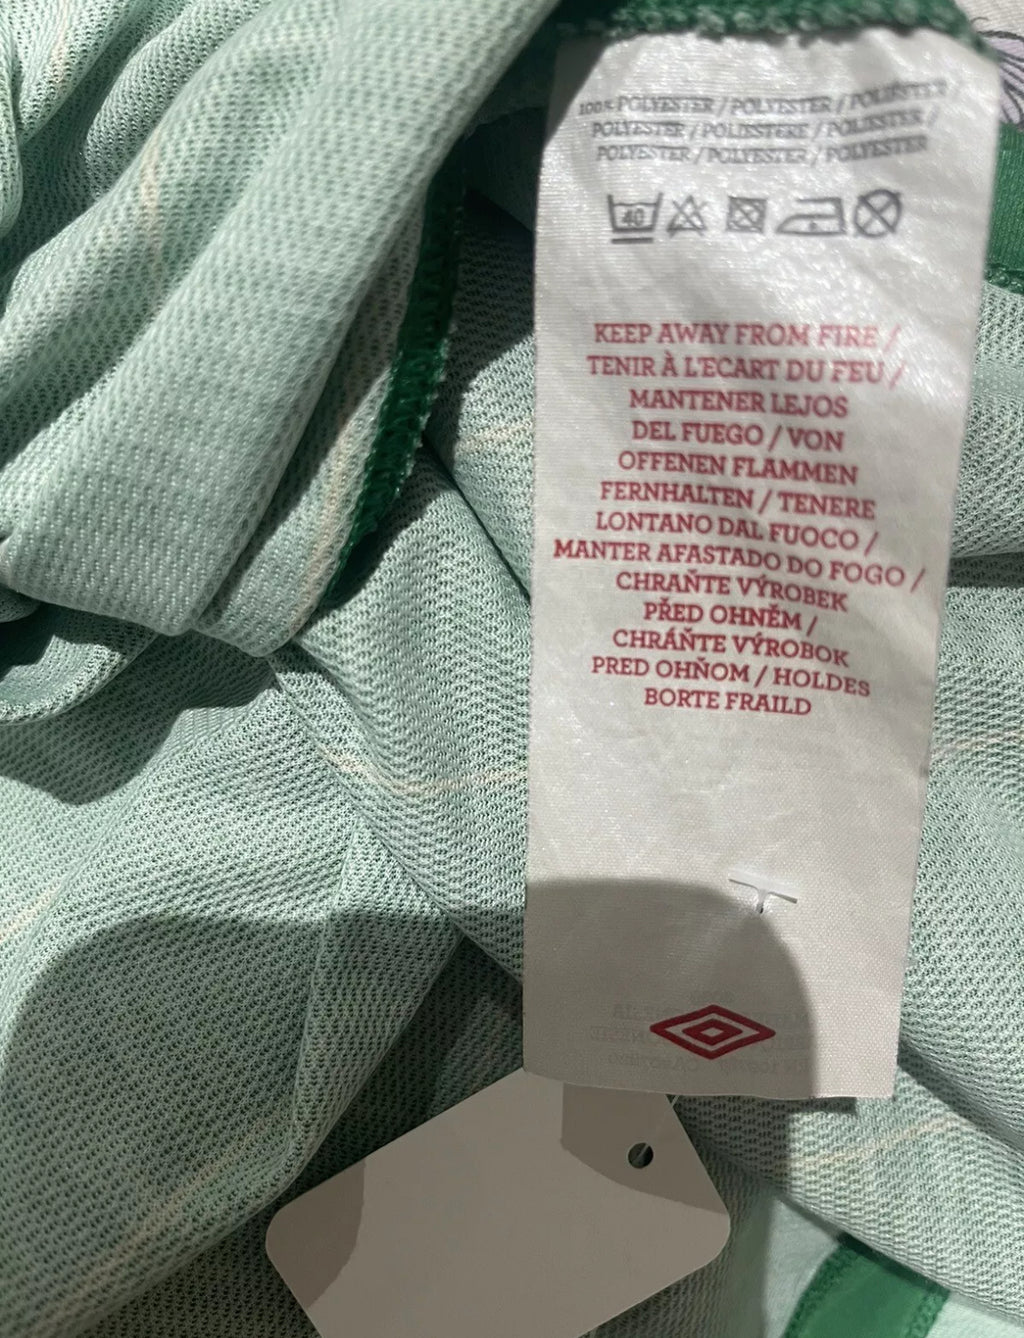 100% POLYESTER / POLYESTER / POLIÉSTER /
POLYESTER / POLIESTERE / POLIÉSTER /
POLYESTER / POLYESTER / POLYESTER
40
KEEP AWAY FROM FIRE /
TENIR À L'ECART DU FEU /
MANTENER LEJOS
DEL FUEGO / VON
OFFENEN FLAMMEN
FERNHALTEN / TENERE
LONTANO DAL FUOCO /
MANTER AFASTADO DO FOGO /
CHRAŇTE VÝROBEK
PŘED OHNĚM /
CHRÁŇTE VÝROBOK
PRED OHŇOM / HOLDES
BORTE FRAILD